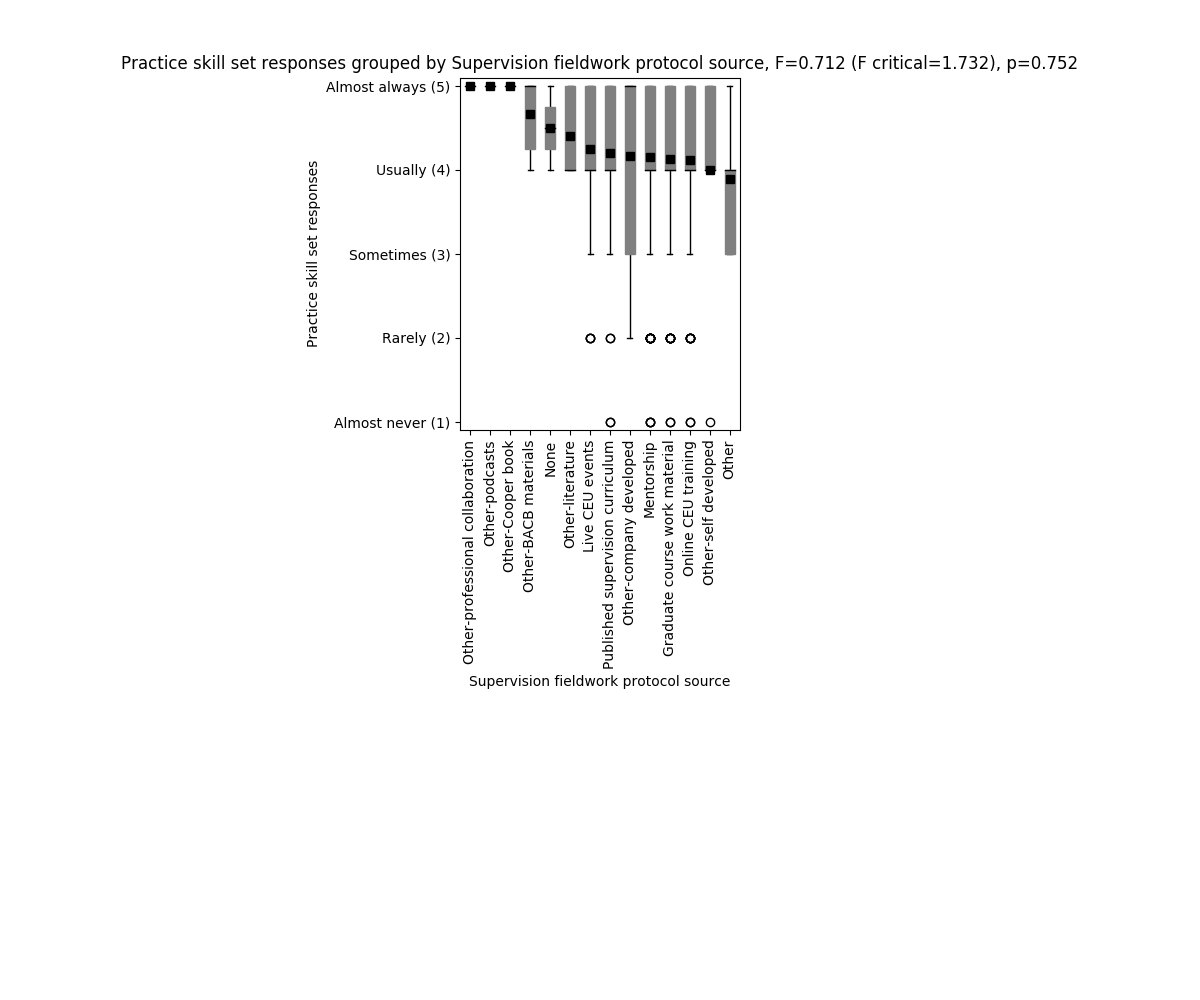 Practice skill set responses grouped by Supervision fieldwork protocol source, F=0.712 (F critical=1.732), p=0.752
Almost always (5)
Usually (4)
Sometimes (3)
Rarely (2)
Almost never (1)
Practice skill set responses
Other-professional collaboration
Other-podcasts
Other-Cooper book
Other-BACB materials
None
Other-literature
Live CEU events
Published supervision curriculum
Other-company developed
Mentorship
Graduate course work material
Online CEU training
Other-self developed
Other
Supervision fieldwork protocol source